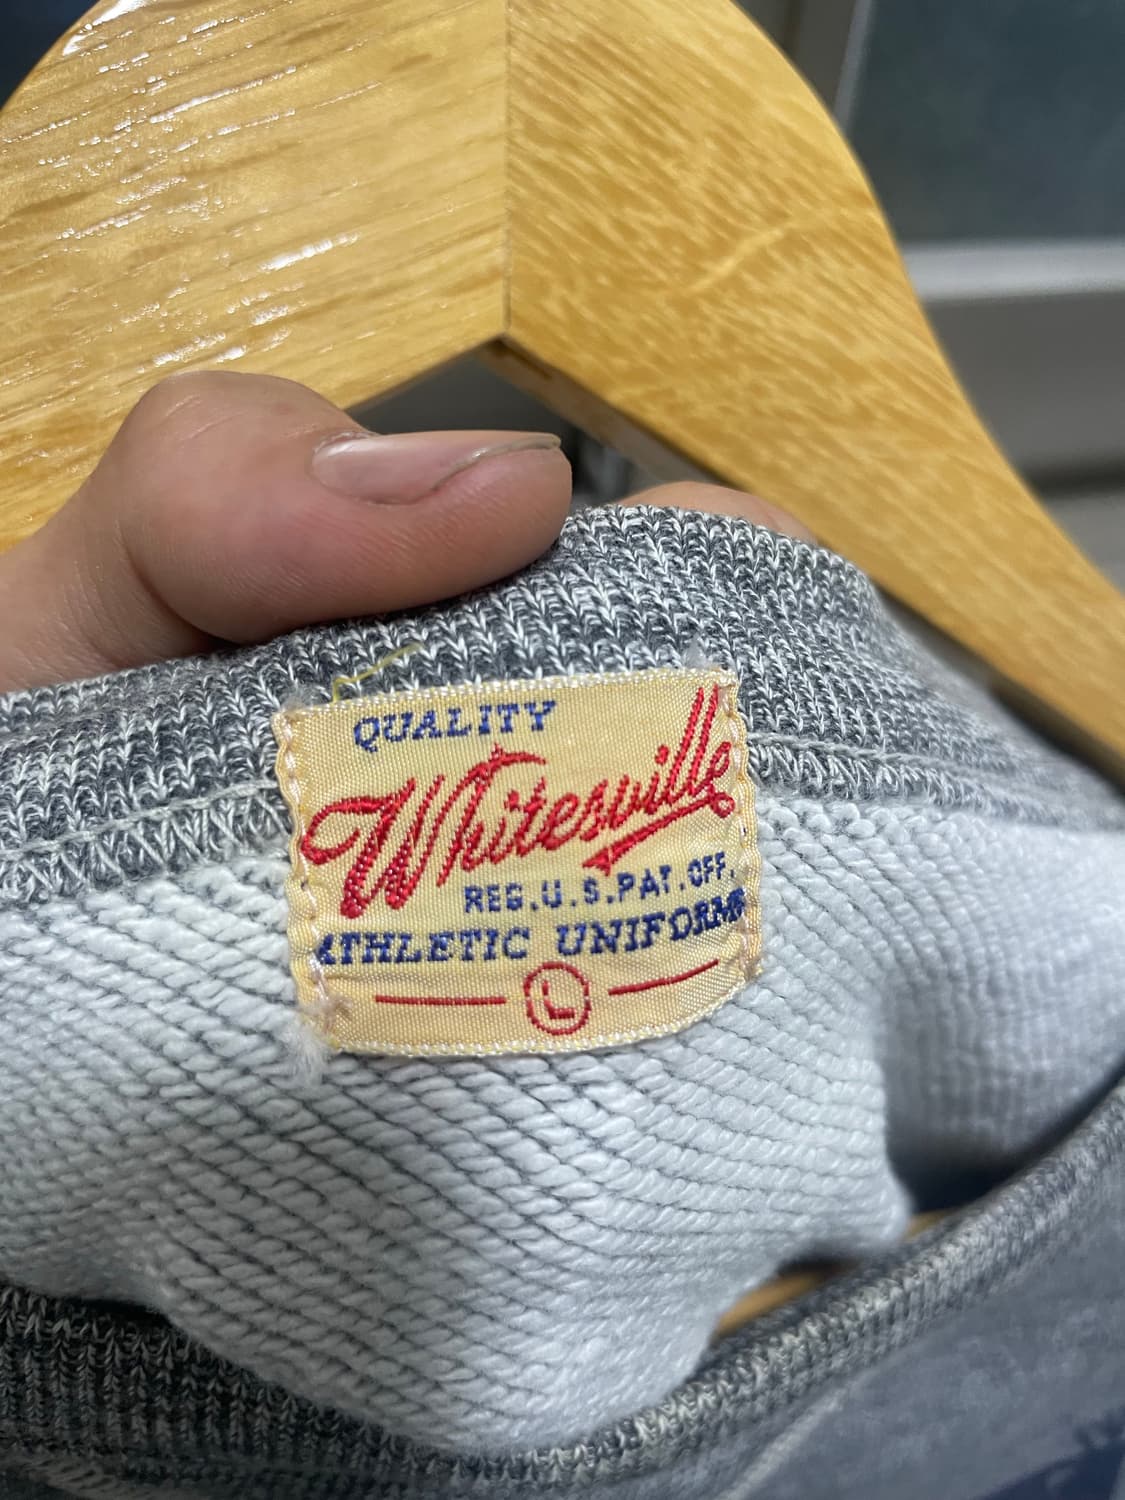 QUALITY
Whitesville
REG.U.S.PAT.OFF.
ATHLETIC UNIFORMS
L